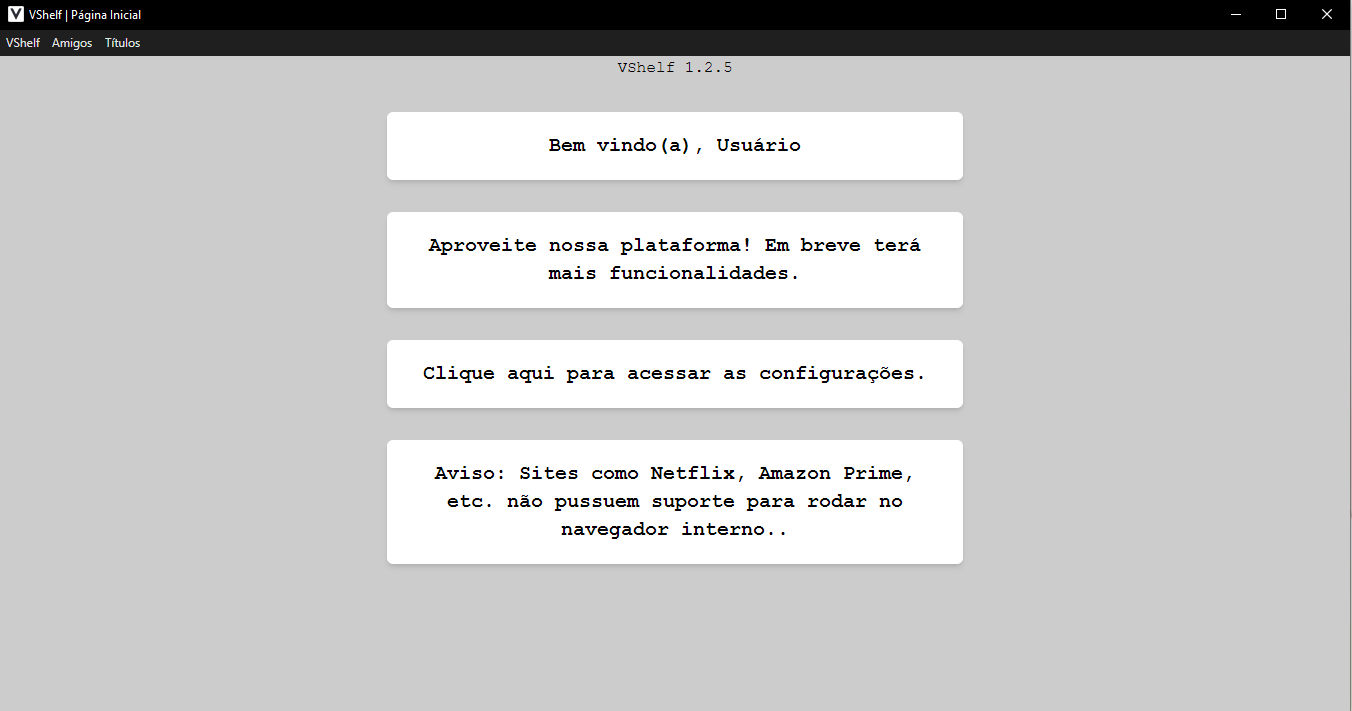 VShelf | Página Inicial
VShelf Amigos Títulos
VShelf 1.2.5
Bem vindo(a), Usuário
Aproveite nossa plataforma! Em breve terá
mais funcionalidades.
Clique aqui para acessar as configurações.
Aviso: Sites como Netflix, Amazon Prime,
etc. não pussuem suporte para rodar no
navegador interno..